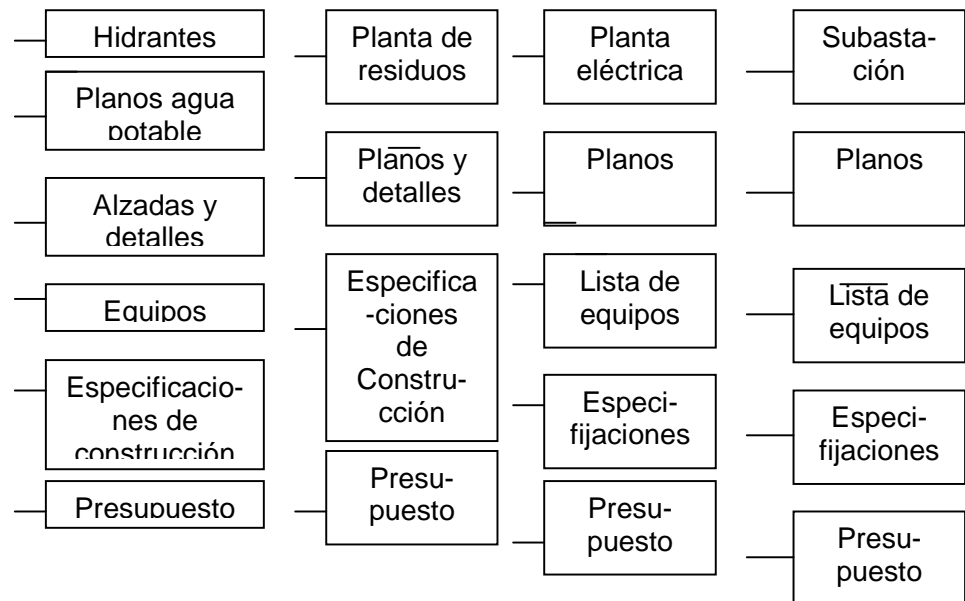 Hidrantes
Planos agua
potable
Alzadas y
detalles
Equipos
Especificacio-
nes de
construcción
Presupuesto
Planta de
residuos
Planos y
detalles
Especifica
-ciones
de
Constru-
cción
Presu-
puesto
Planta
eléctrica
Planos
Lista de
equipos
Especi-
fijaciones
Presu-
puesto
Subasta-
ción
Planos
Lista de
equipos
Especi-
fijaciones
Presu-
puesto